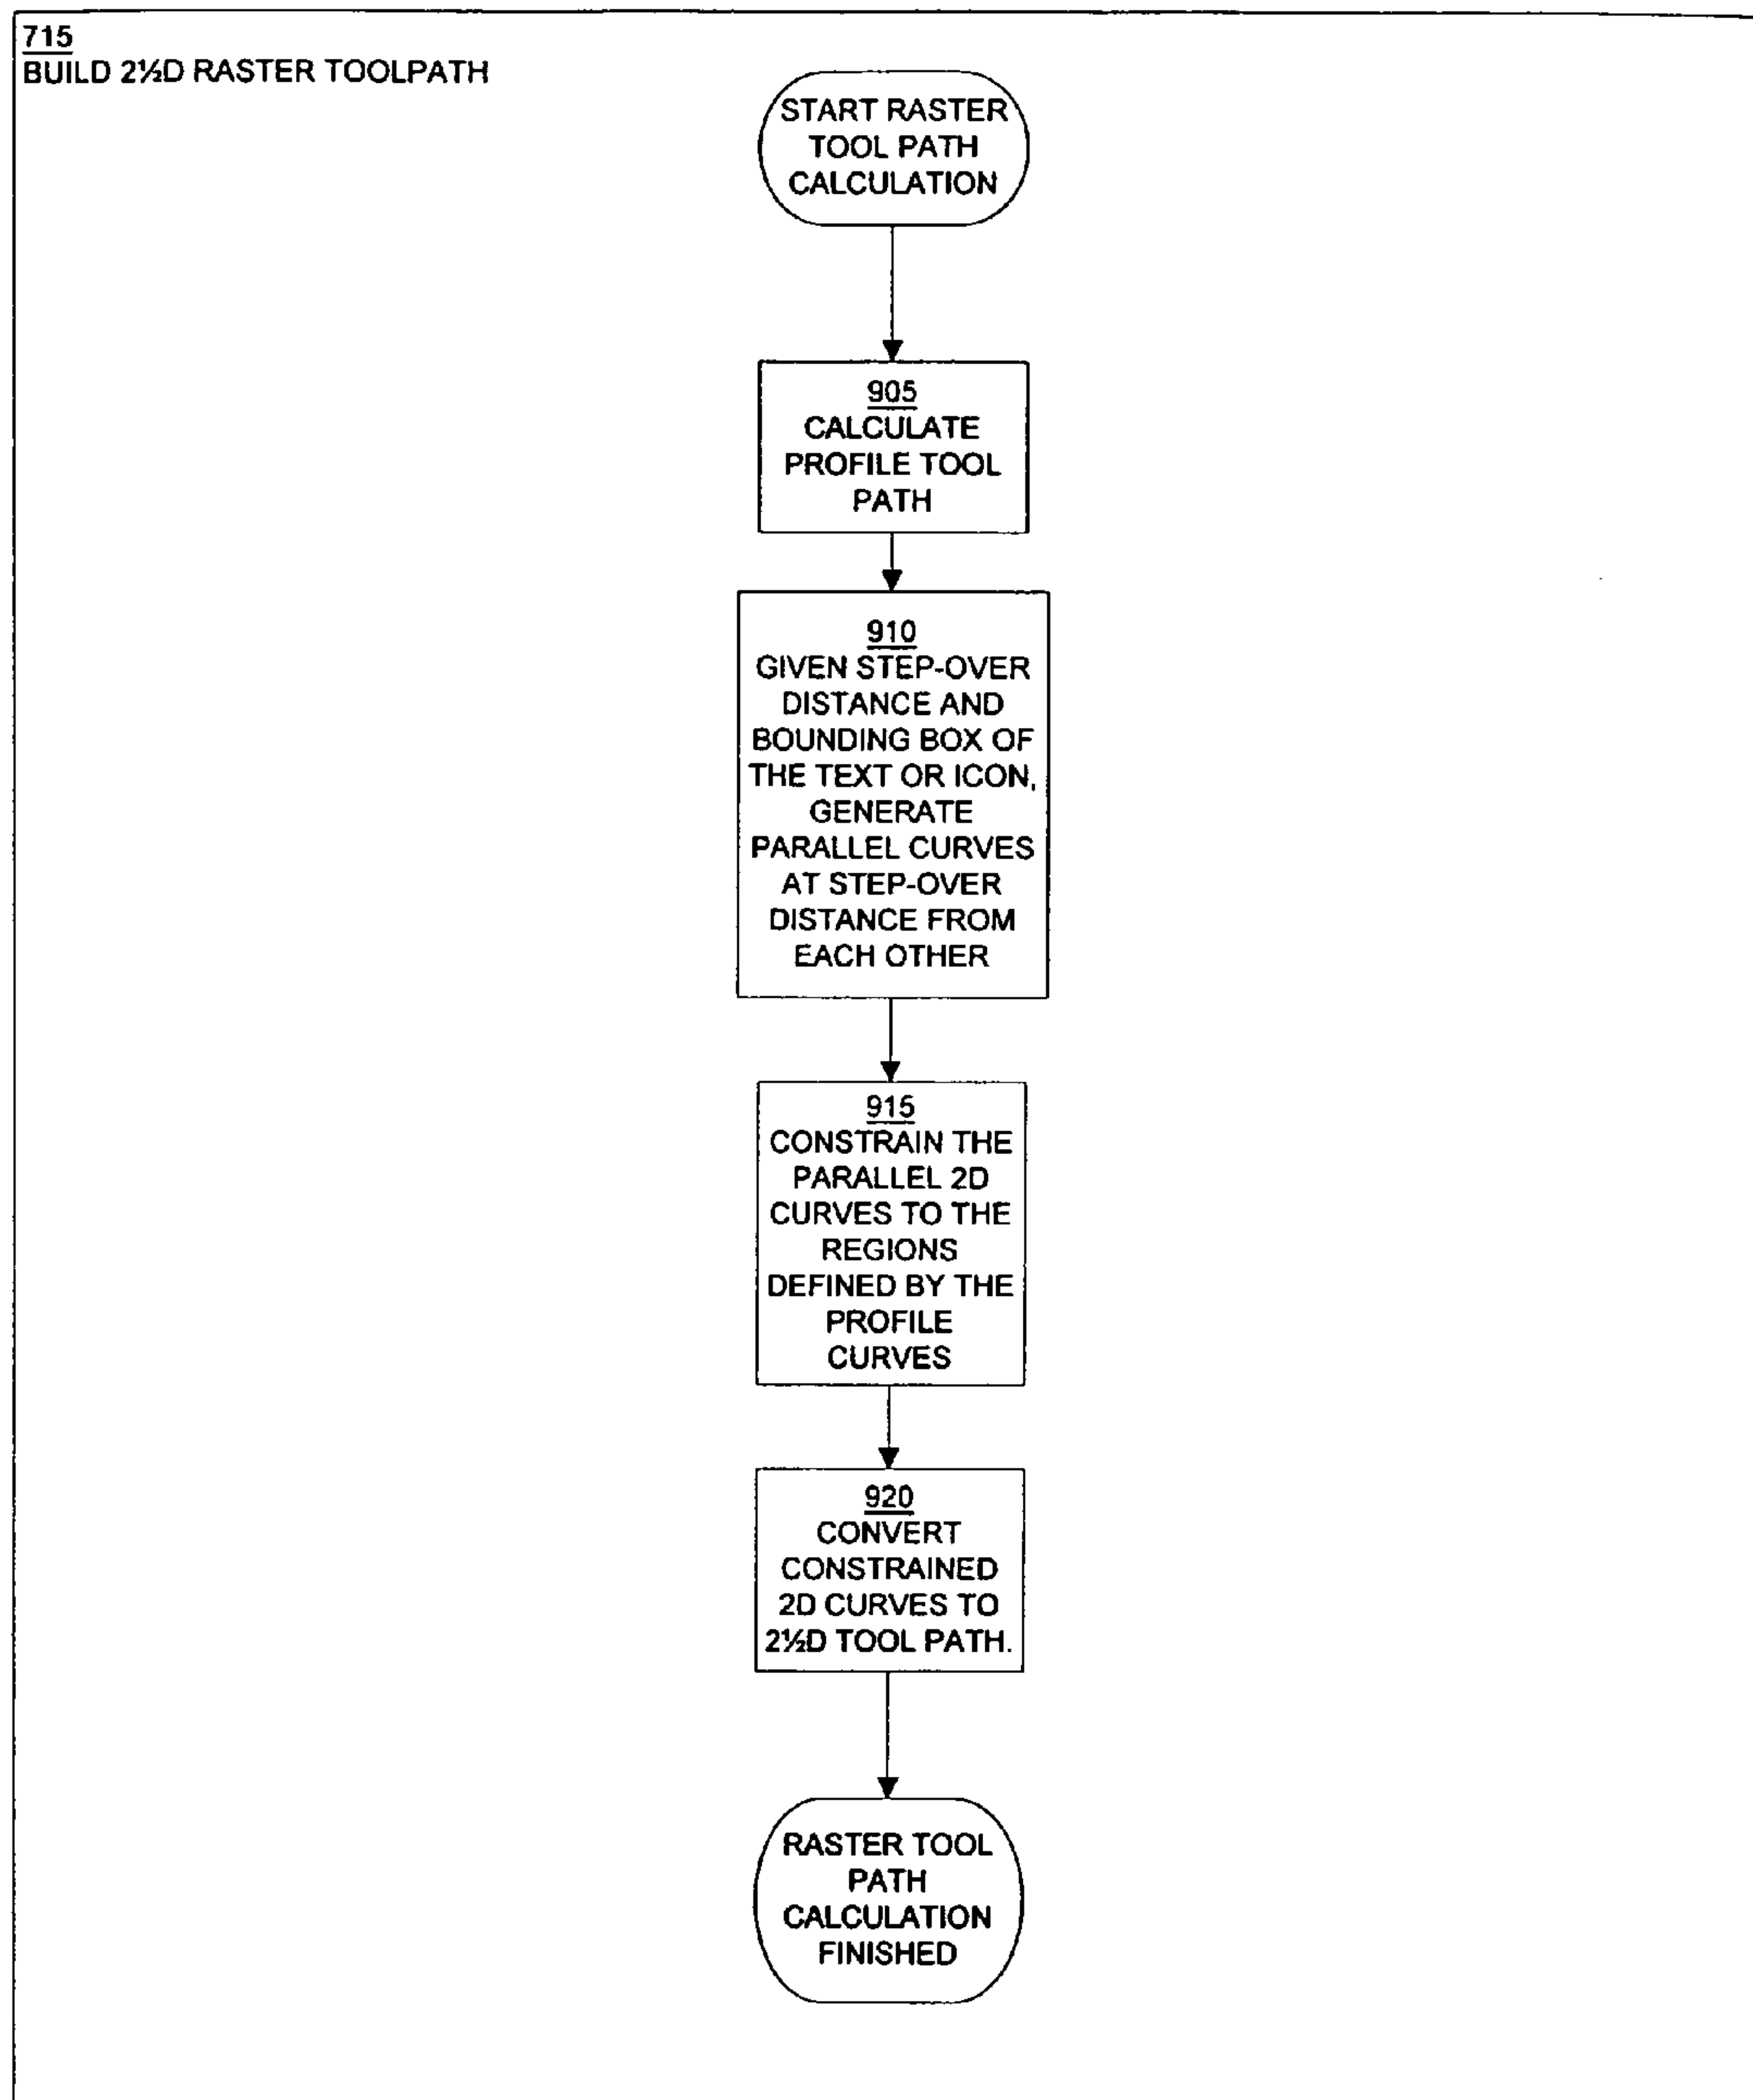 715
BUILD 2½D RASTER TOOLPATH
START RASTER
TOOL PATH
CALCULATION
905
CALCULATE
PROFILE TOOL
PATH
910
GIVEN STEP-OVER
DISTANCE AND
BOUNDING BOX OF
THE TEXT OR ICON,
GENERATE
PARALLEL CURVES
AT STEP-OVER
DISTANCE FROM
EACH OTHER
915
CONSTRAIN THE
PARALLEL 2D
CURVES TO THE
REGIONS
DEFINED BY THE
PROFILE
CURVES
920
CONVERT
CONSTRAINED
2D CURVES TO
2½D TOOL PATH.
RASTER TOOL
PATH
CALCULATION
FINISHED